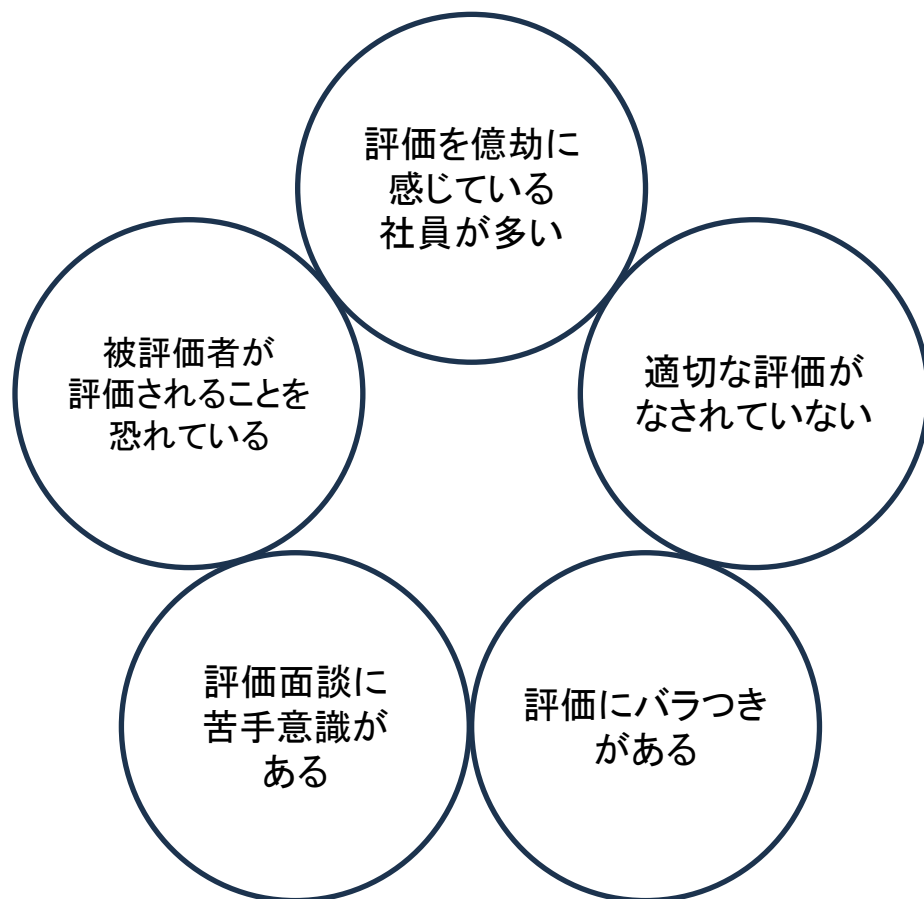 評価を億劫に
感じている
社員が多い
被評価者が
評価されることを
恐れている
適切な評価が
なされていない
評価面談に
苦手意識が
ある
評価にバラつき
がある